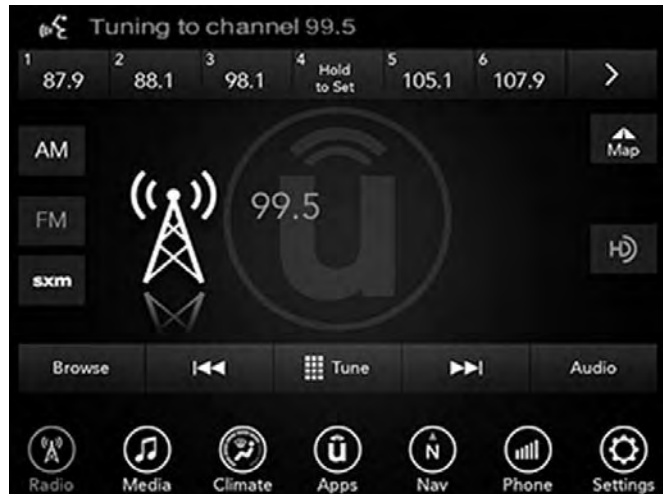 Tuning to channel 99.5
1 87.9 2 88.1 3 98.1 4 Hold to Set 5 105.1 6 107.9
AM
Map
99.5
FM
HD
sxm
Browse Tune Audio
Radio Media Climate Apps Nav Phone Settings